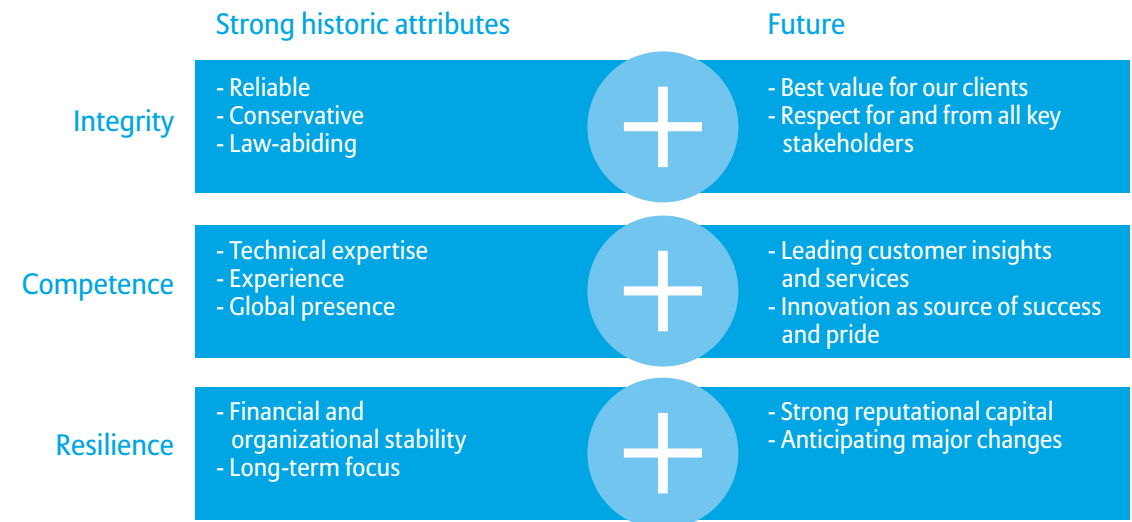 Strong historic attributes
Future
Integrity
- Reliable
- Conservative
- Law-abiding
- Best value for our clients
- Respect for and from all key
stakeholders
Competence
- Technical expertise
- Experience
- Global presence
- Leading customer insights
and services
- Innovation as source of success
and pride
Resilience
- Financial and
organizational stability
- Long-term focus
- Strong reputational capital
- Anticipating major changes